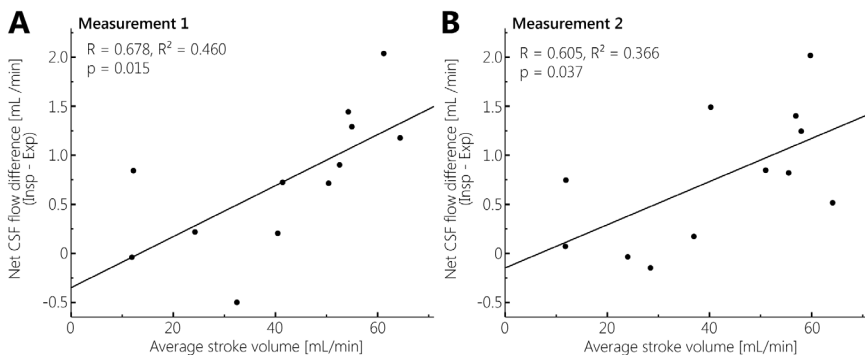 A
Measurement 1
R = 0.678, R² = 0.460
p = 0.015
Net CSF flow difference [mL /min]
(Insp - Exp)
2.0
1.5
1.0
0.5
0
-0.5
0
20
40
60
Average stroke volume [mL/min]
B
Measurement 2
R = 0.605, R² = 0.366
p = 0.037
Net CSF flow difference [mL/min]
(Insp - Exp)
2.0
1.5
1.0
0.5
0
-0.5
0
20
40
60
Average stroke volume [mL/min]